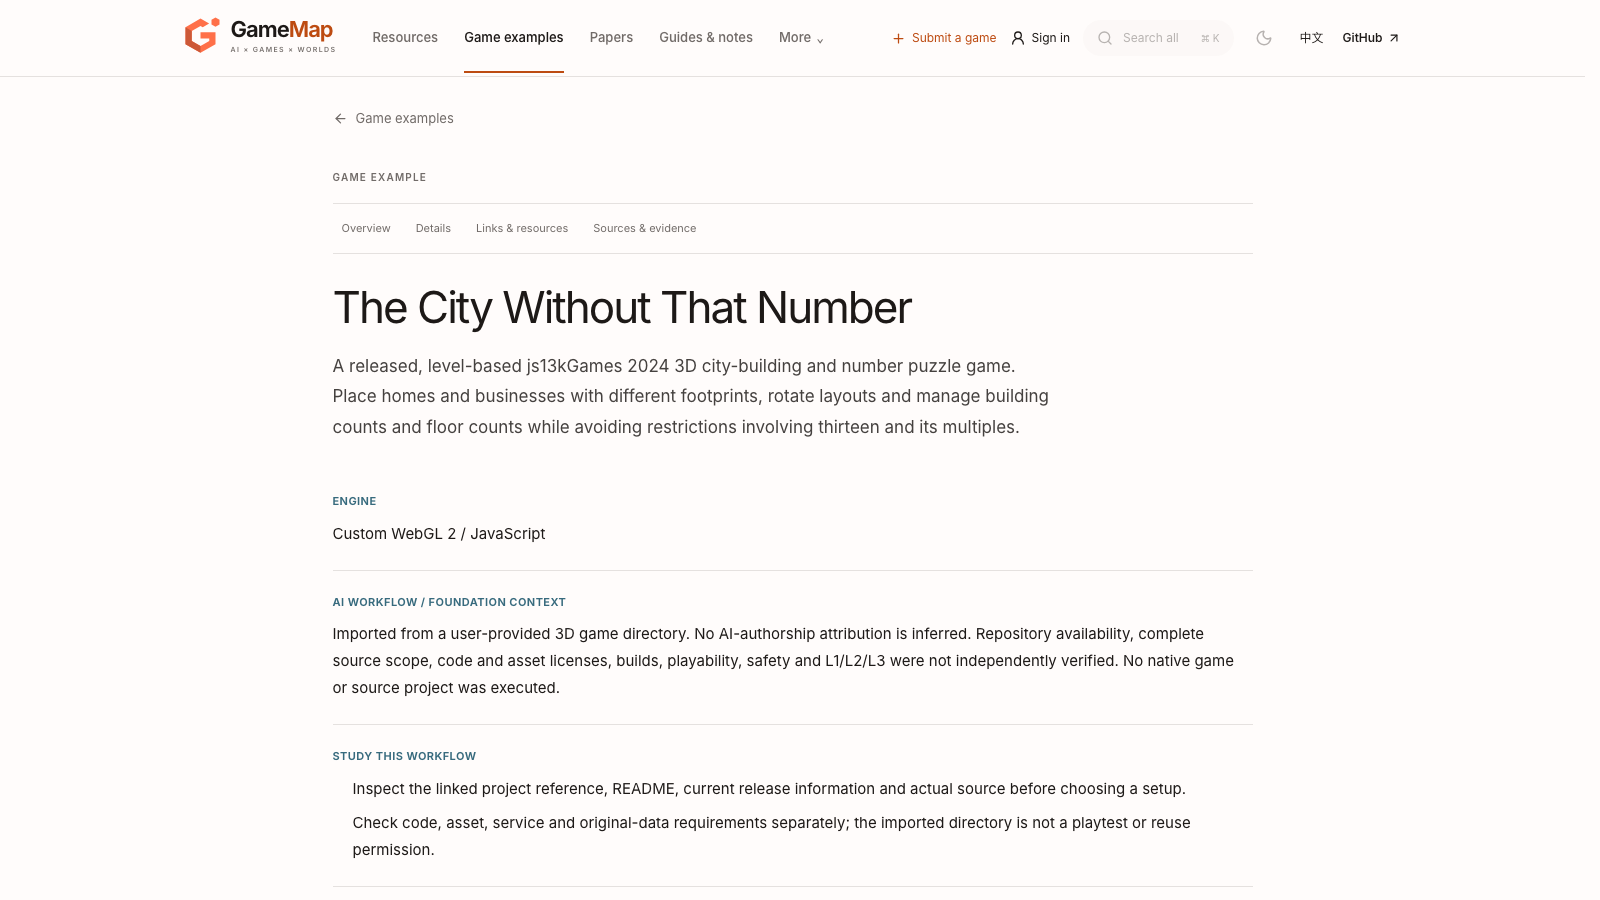 GameMap
AI × GAMES × WORLDS
Resources
Game examples
Papers
Guides & notes
More
Submit a game
Sign in
Search all
⌘ K
中文
GitHub
Game examples
GAME EXAMPLE
Overview
Details
Links & resources
Sources & evidence
The City Without That Number
A released, level-based js13kGames 2024 3D city-building and number puzzle game.
Place homes and businesses with different footprints, rotate layouts and manage building
counts and floor counts while avoiding restrictions involving thirteen and its multiples.
ENGINE
Custom WebGL 2 / JavaScript
AI WORKFLOW / FOUNDATION CONTEXT
Imported from a user-provided 3D game directory. No AI-authorship attribution is inferred. Repository availability, complete
source scope, code and asset licenses, builds, playability, safety and L1/L2/L3 were not independently verified. No native game
or source project was executed.
STUDY THIS WORKFLOW
Inspect the linked project reference, README, current release information and actual source before choosing a setup.
Check code, asset, service and original-data requirements separately; the imported directory is not a playtest or reuse
permission.